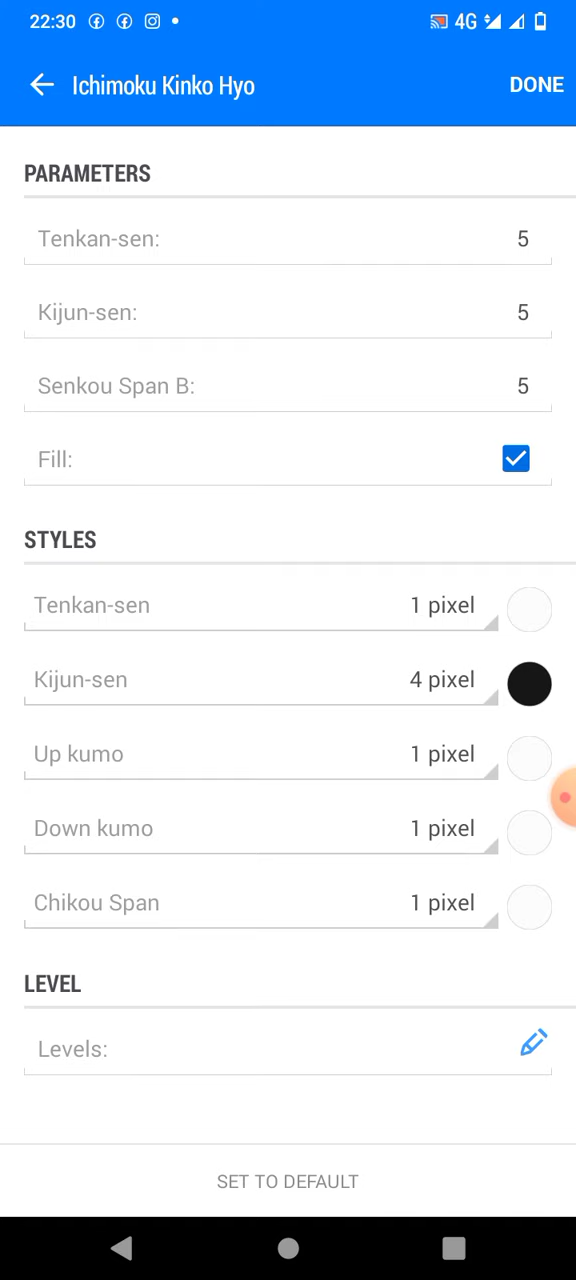 22:30 4G
Ichimoku Kinko Hyo DONE
PARAMETERS
Tenkan-sen: 5
Kijun-sen: 5
Senkou Span B: 5
Fill:
STYLES
Tenkan-sen 1 pixel
Kijun-sen 4 pixel
Up kumo 1 pixel
Down kumo 1 pixel
Chikou Span 1 pixel
LEVEL
Levels:
SET TO DEFAULT